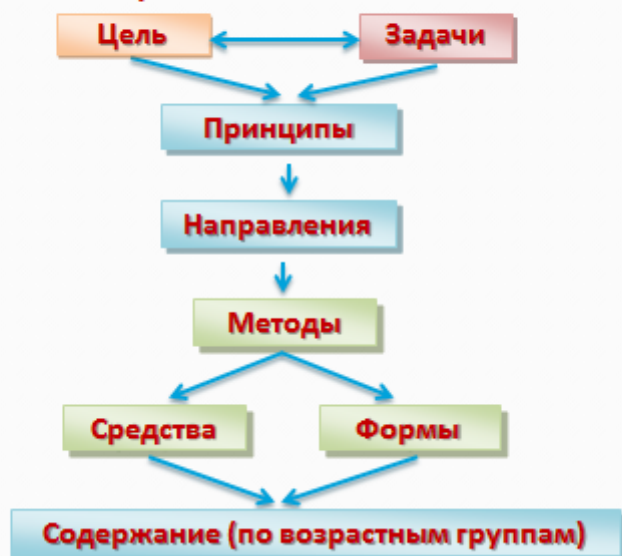 Цель
Задачи
Принципы
Направления
Методы
Средства
Формы
Содержание (по возрастным группам)